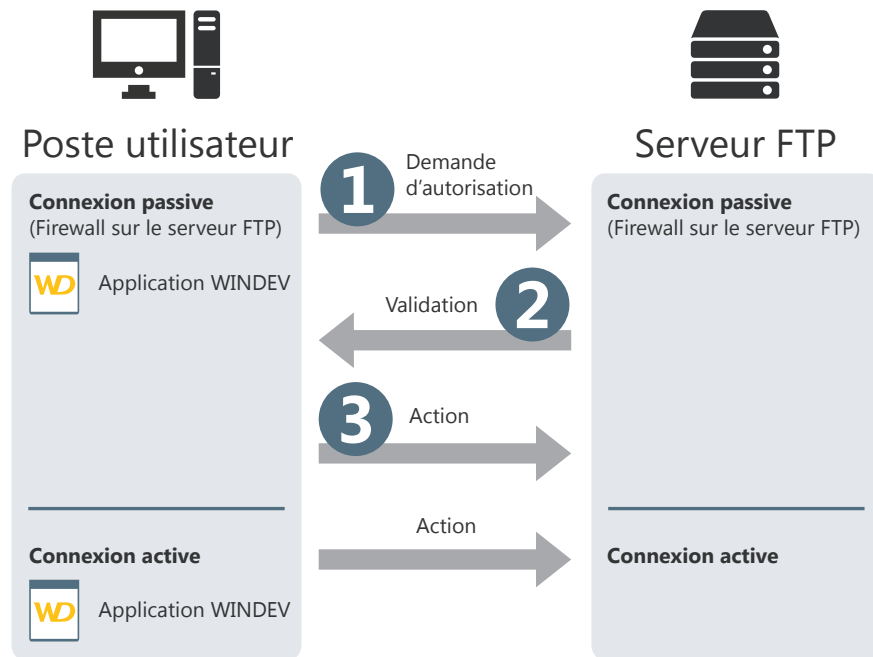 Poste utilisateur
Serveur FTP
Connexion passive
(Firewall sur le serveur FTP)
WD
Application WINDEV
1
Demande
d'autorisation
Connexion passive
(Firewall sur le serveur FTP)
Validation
2
3
Action
Action
Connexion active
WD
Application WINDEV
Connexion active